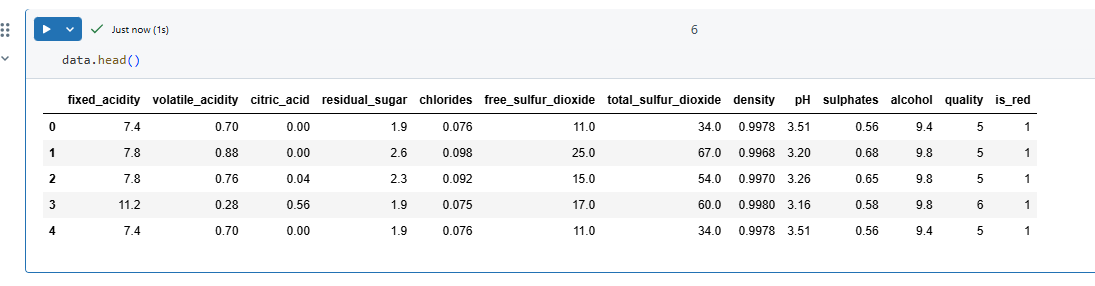 Just now (1s) 6
data.head()
fixed_acidity volatile_acidity citric_acid residual_sugar chlorides free_sulfur_dioxide total_sulfur_dioxide density pH sulphates alcohol quality is_red
0 7.4 0.70 0.00 1.9 0.076 11.0 34.0 0.9978 3.51 0.56 9.4 5 1
1 7.8 0.88 0.00 2.6 0.098 25.0 67.0 0.9968 3.20 0.68 9.8 5 1
2 7.8 0.76 0.04 2.3 0.092 15.0 54.0 0.9970 3.26 0.65 9.8 5 1
3 11.2 0.28 0.56 1.9 0.075 17.0 60.0 0.9980 3.16 0.58 9.8 6 1
4 7.4 0.70 0.00 1.9 0.076 11.0 34.0 0.9978 3.51 0.56 9.4 5 1